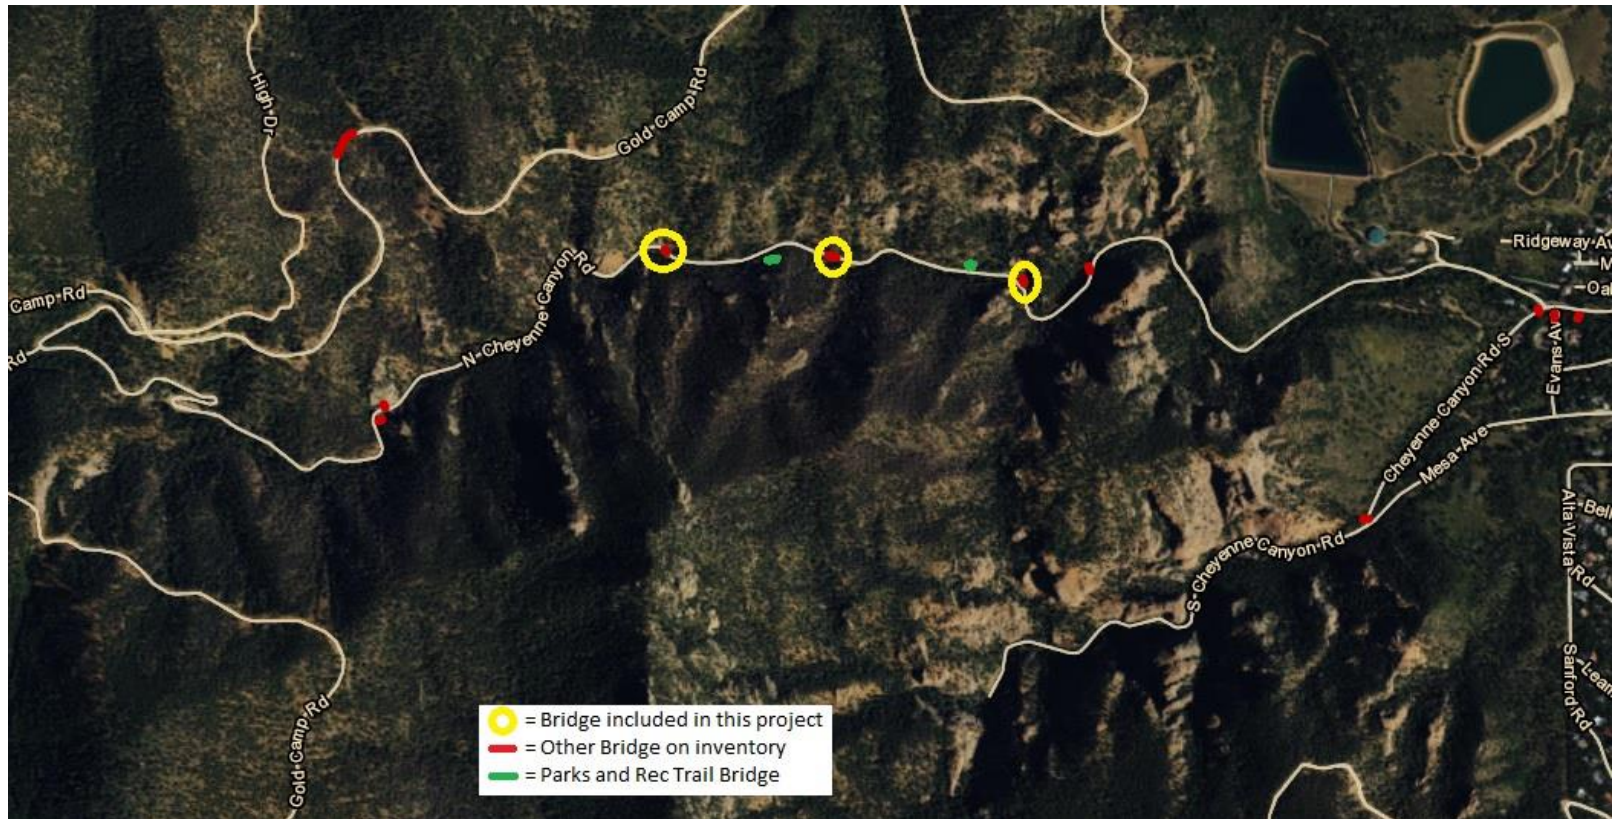 High-Dr
Gold-Camp-Rd
Camp-Rd
Rd
N-Cheyenne-Canyon
Rd
Ridgeway-Av
M
Oa
Cheyenne-Canyon-Rd-S
Evans-Av
Mesa-Ave
S-Cheyenne
Canyon-Rd
Alta-Vista
Rd
Bell
Sanford-Rd
Lear
Gold-Camp-Rd
= Bridge included in this project
= Other Bridge on inventory
= Parks and Rec Trail Bridge